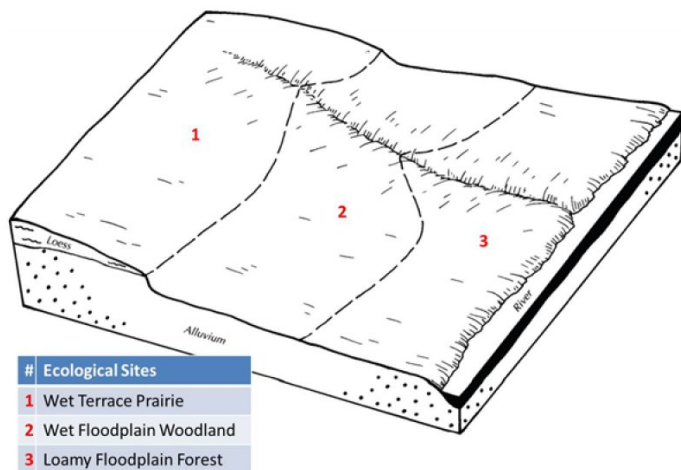 1
2
3
Loess
River
Alluvium
# Ecological Sites
1 Wet Terrace Prairie
2 Wet Floodplain Woodland
3 Loamy Floodplain Forest